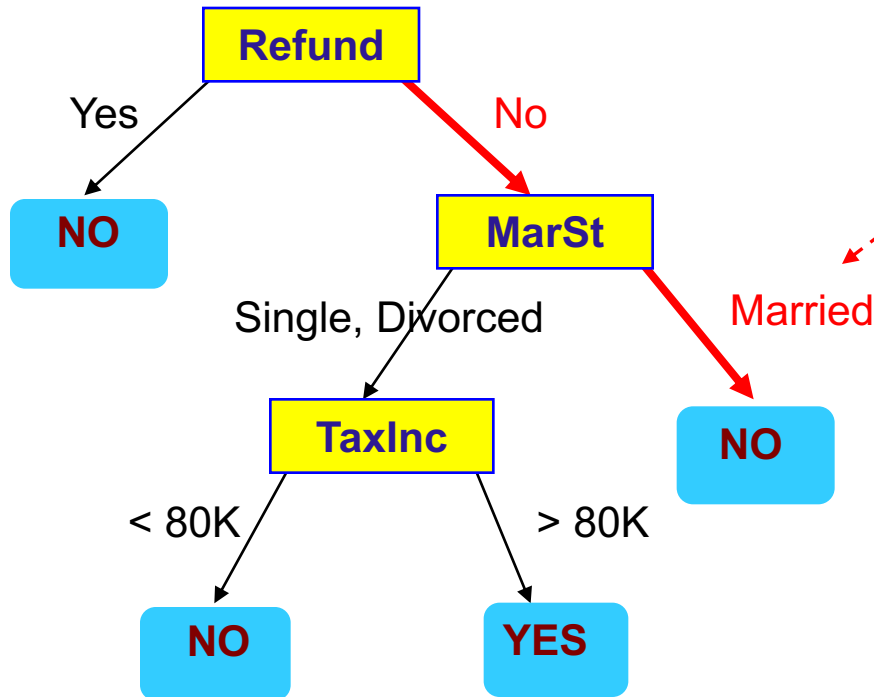 Refund
Yes
No
NO
MarSt
Single, Divorced
Married
TaxInc
NO
< 80K
> 80K
NO
YES